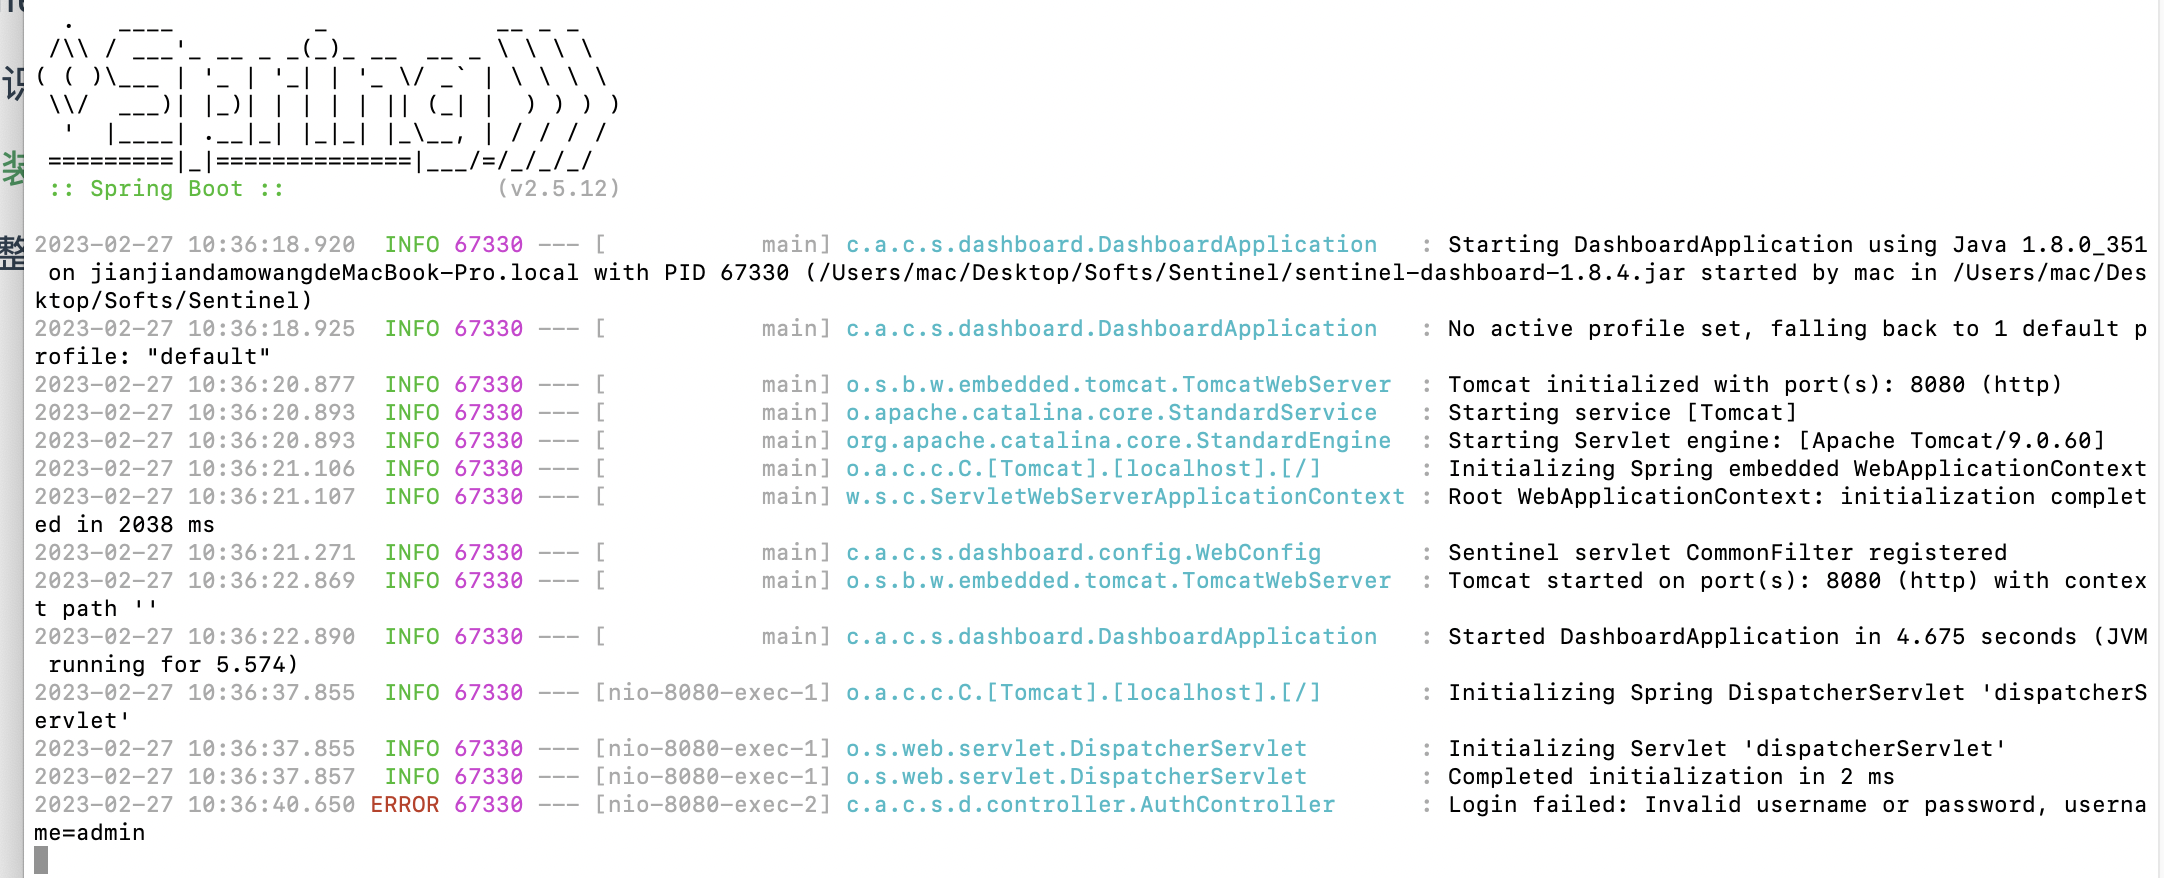 .   ____          _            __ _ _
 /\\ / ___'_ __ _ _(_)_ __  __ _ \ \ \ \
( ( )\___ | '_ | '_| | '_ \/ _` | \ \ \ \
 \\/  ___)| |_)| | | | | || (_| |  ) ) ) )
  '  |____| .__|_| |_|_| |_\__, | / / / /
 =========|_|==============|___/=/_/_/_/
 :: Spring Boot ::               (v2.5.12)
识
装
整
2023-02-27 10:36:18.920  INFO 67330 --- [           main] c.a.c.s.dashboard.DashboardApplication   : Starting DashboardApplication using Java 1.8.0_351
 on jianjiandamowangdeMacBook-Pro.local with PID 67330 (/Users/mac/Desktop/Softs/Sentinel/sentinel-dashboard-1.8.4.jar started by mac in /Users/mac/Des
ktop/Softs/Sentinel)
2023-02-27 10:36:18.925  INFO 67330 --- [           main] c.a.c.s.dashboard.DashboardApplication   : No active profile set, falling back to 1 default p
rofile: "default"
2023-02-27 10:36:20.877  INFO 67330 --- [           main] o.s.b.w.embedded.tomcat.TomcatWebServer  : Tomcat initialized with port(s): 8080 (http)
2023-02-27 10:36:20.893  INFO 67330 --- [           main] o.apache.catalina.core.StandardService   : Starting service [Tomcat]
2023-02-27 10:36:20.893  INFO 67330 --- [           main] org.apache.catalina.core.StandardEngine  : Starting Servlet engine: [Apache Tomcat/9.0.60]
2023-02-27 10:36:21.106  INFO 67330 --- [           main] o.a.c.c.C.[Tomcat].[localhost].[/]       : Initializing Spring embedded WebApplicationContext
2023-02-27 10:36:21.107  INFO 67330 --- [           main] w.s.c.ServletWebServerApplicationContext : Root WebApplicationContext: initialization complet
ed in 2038 ms
2023-02-27 10:36:21.271  INFO 67330 --- [           main] c.a.c.s.dashboard.config.WebConfig       : Sentinel servlet CommonFilter registered
2023-02-27 10:36:22.869  INFO 67330 --- [           main] o.s.b.w.embedded.tomcat.TomcatWebServer  : Tomcat started on port(s): 8080 (http) with contex
t path ''
2023-02-27 10:36:22.890  INFO 67330 --- [           main] c.a.c.s.dashboard.DashboardApplication   : Started DashboardApplication in 4.675 seconds (JVM
 running for 5.574)
2023-02-27 10:36:37.855  INFO 67330 --- [nio-8080-exec-1] o.a.c.c.C.[Tomcat].[localhost].[/]       : Initializing Spring DispatcherServlet 'dispatcherS
ervlet'
2023-02-27 10:36:37.855  INFO 67330 --- [nio-8080-exec-1] o.s.web.servlet.DispatcherServlet        : Initializing Servlet 'dispatcherServlet'
2023-02-27 10:36:37.857  INFO 67330 --- [nio-8080-exec-1] o.s.web.servlet.DispatcherServlet        : Completed initialization in 2 ms
2023-02-27 10:36:40.650 ERROR 67330 --- [nio-8080-exec-2] c.a.c.s.d.controller.AuthController      : Login failed: Invalid username or password, userna
me=admin